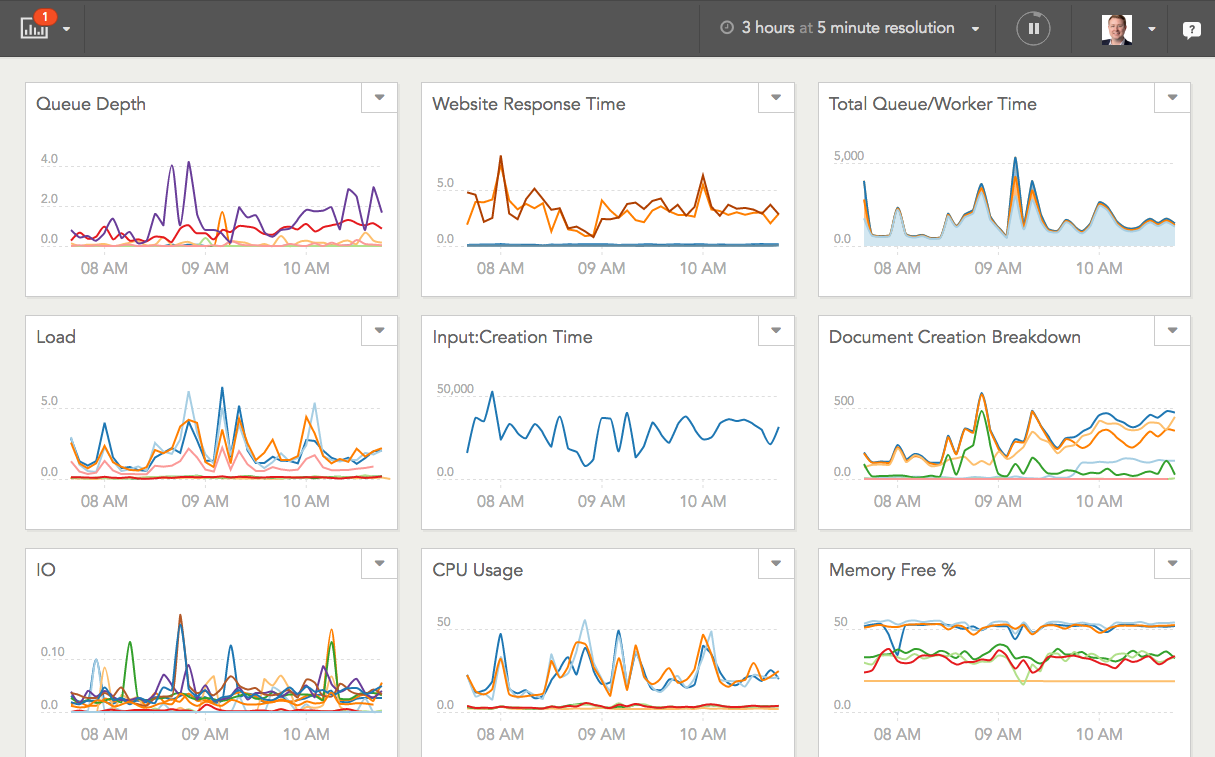 1
3 hours at 5 minute resolution
?
Queue Depth
4.0
2.0
0.0
08 AM 09 AM 10 AM
Website Response Time
5.0
0.0
08 AM 09 AM 10 AM
Total Queue/Worker Time
5,000
0.0
08 AM 09 AM 10 AM
Load
5.0
0.0
08 AM 09 AM 10 AM
Input:Creation Time
50,000
0.0
08 AM 09 AM 10 AM
Document Creation Breakdown
500
0.0
08 AM 09 AM 10 AM
IO
0.10
0.0
08 AM 09 AM 10 AM
CPU Usage
50
0.0
08 AM 09 AM 10 AM
Memory Free %
50
0.0
08 AM 09 AM 10 AM